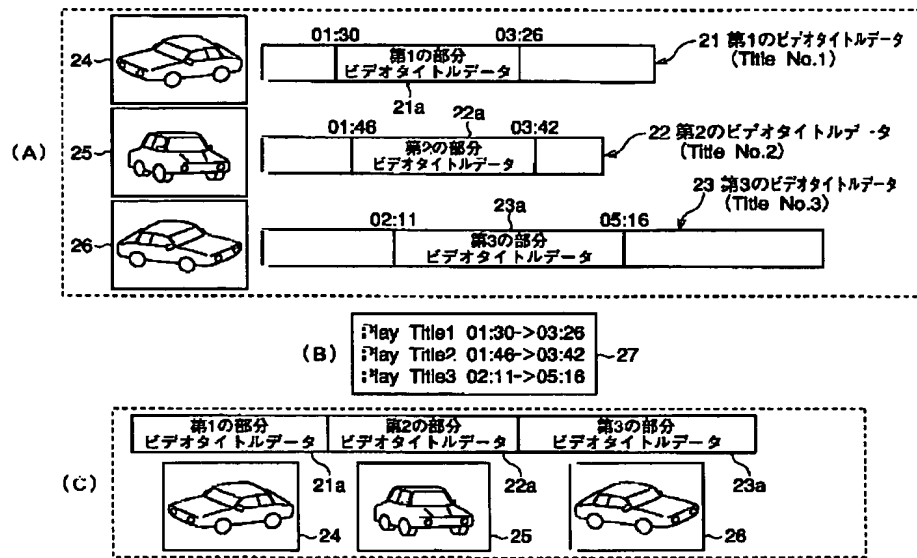 01:30
03:26
24
第1の部分
ビデオタイトルデータ
21 第1のビデオタイトルデータ
(Title No.1)
21a
22a
01:46
03:42
(A)
25
第2の部分
ビデオタイトルデータ
22 第2のビデオタイトルデータ
(Title No.2)
23a
02:11
05:16
23 第3のビデオタイトルデータ
(Title No.3)
26
第3の部分
ビデオタイトルデータ
(B)
Play Title1 01:30->03:26
Play Title2 01:46->03:42
Play Title3 02:11->05:16
27
(C)
第1の部分
ビデオタイトルデータ
第2の部分
ビデオタイトルデータ
第3の部分
ビデオタイトルデータ
21a
22a
23a
24
25
26